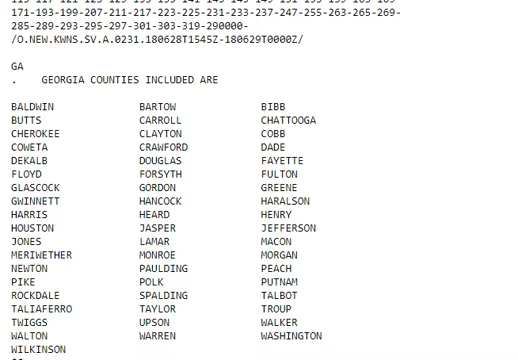 171-193-199-207-211-217-223-225-231-233-237-247-255-263-265-269-
285-289-293-295-297-301-303-319-290000-
/O.NEW.KWNS.SV.A.0231.180628T1545Z-180629T0000Z/
GA
. GEORGIA COUNTIES INCLUDED ARE
BALDWIN BARTOW BIBB
BUTTS CARROLL CHATTOOGA
CHEROKEE CLAYTON COBB
COWETA CRAWFORD DADE
DEKALB DOUGLAS FAYETTE
FLOYD FORSYTH FULTON
GLASCOCK GORDON GREENE
GWINNETT HANCOCK HARALSON
HARRIS HEARD HENRY
HOUSTON JASPER JEFFERSON
JONES LAMAR MACON
MERIWETHER MONROE MORGAN
NEWTON PAULDING PEACH
PIKE POLK PUTNAM
ROCKDALE SPALDING TALBOT
TALIAFERRO TAYLOR TROUP
TWIGGS UPSON WALKER
WALTON WARREN WASHINGTON
WILKINSON